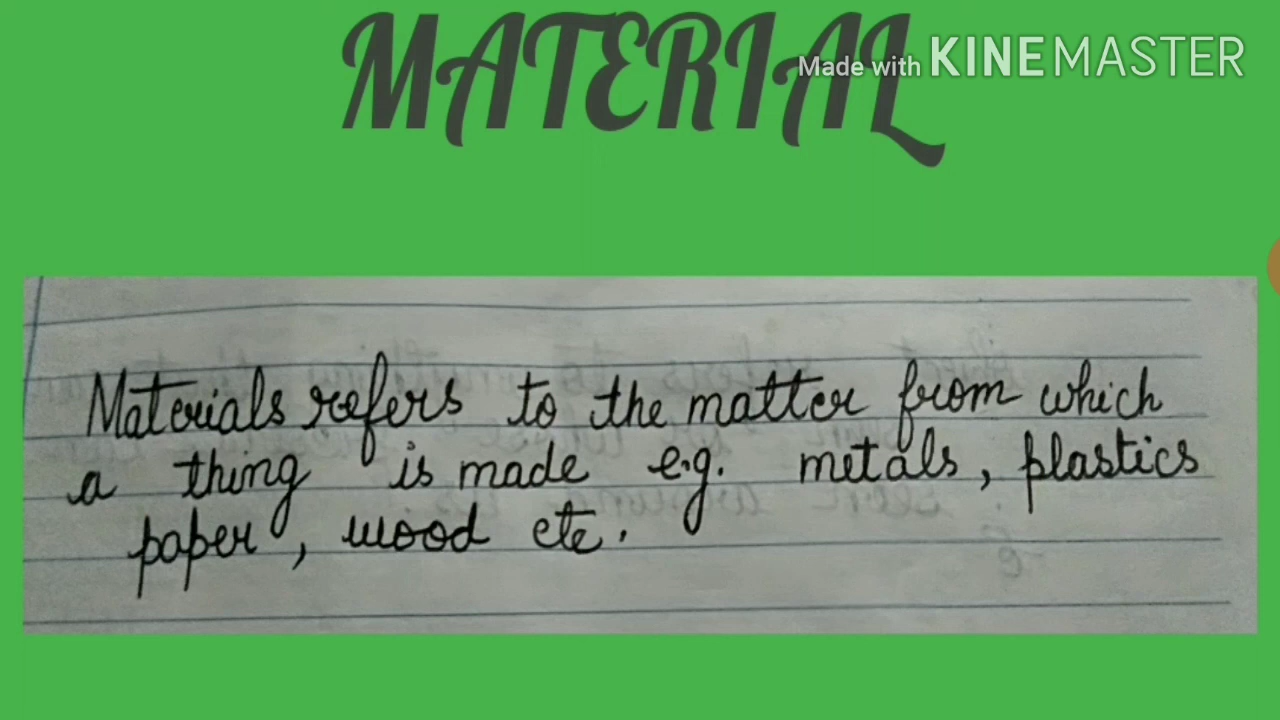 MATERIAL
Made with KINEMASTER
Materials refers to the matter from which
a thing is made e.g. metals, plastics
paper, wood etc.